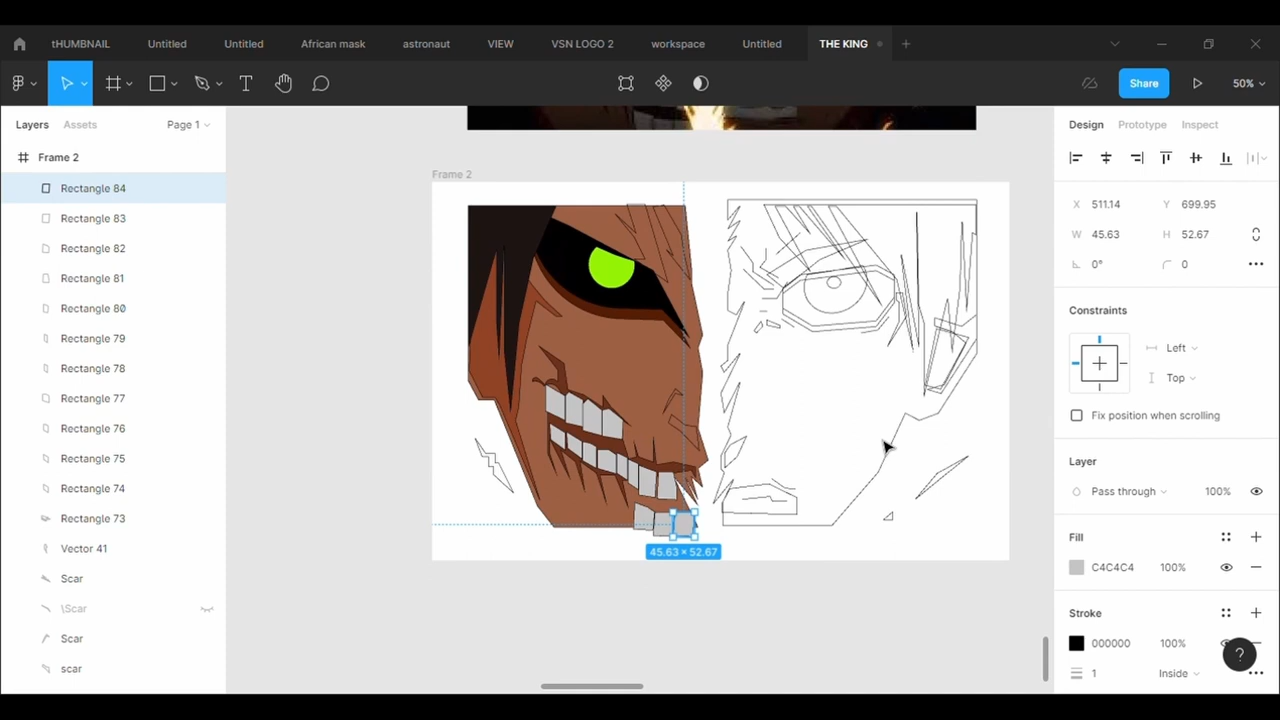 tHUMBNAIL Untitled Untitled African mask astronaut VIEW VSN LOGO 2 workspace Untitled THE KING
T Share 50%
Layers Assets Page 1
Frame 2
Rectangle 84
Rectangle 83
Rectangle 82
Rectangle 81
Rectangle 80
Rectangle 79
Rectangle 78
Rectangle 77
Rectangle 76
Rectangle 75
Rectangle 74
Rectangle 73
Vector 41
Scar
\Scar
Scar
scar
Frame 2
45.63 × 52.67
Design Prototype Inspect
X 511.14 Y 699.95
W 45.63 H 52.67
0° 0
Constraints
Left
Top
Fix position when scrolling
Layer
Pass through 100%
Fill
C4C4C4 100%
Stroke
000000 100%
?
1 Inside